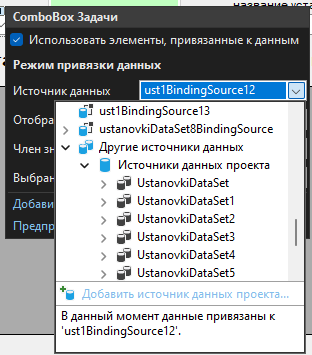 название уста
ComboBox Задачи
Использовать элементы, привязанные к данным
Режим привязки данных
Источник данных ust1BindingSource12
ust1BindingSource13
ustanovkiDataSet8BindingSource
Отобра
Другие источники данных
Член зн
Источники данных проекта
Выбран
UstanovkiDataSet
UstanovkiDataSet1
Добави
UstanovkiDataSet2
Предпр
UstanovkiDataSet3
UstanovkiDataSet4
UstanovkiDataSet5
Добавить источник данных проекта...
В данный момент данные привязаны к
'ust1BindingSource12'.